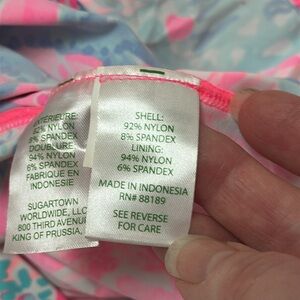 EXTÉRIEURE:
92% NYLON
8% SPANDEX
DOUBLURE:
94% NYLON
6% SPANDEX
FABRIQUE EN
INDONESIE
SUGARTOWN
WORLDWIDE, LLC
800 THIRD AVENU
KING OF PRUSSIA,
SHELL:
92% NYLON
8% SPANDEX
LINING:
94% NYLON
6% SPANDEX
MADE IN INDONESIA
RN# 88189
SEE REVERSE
FOR CARE